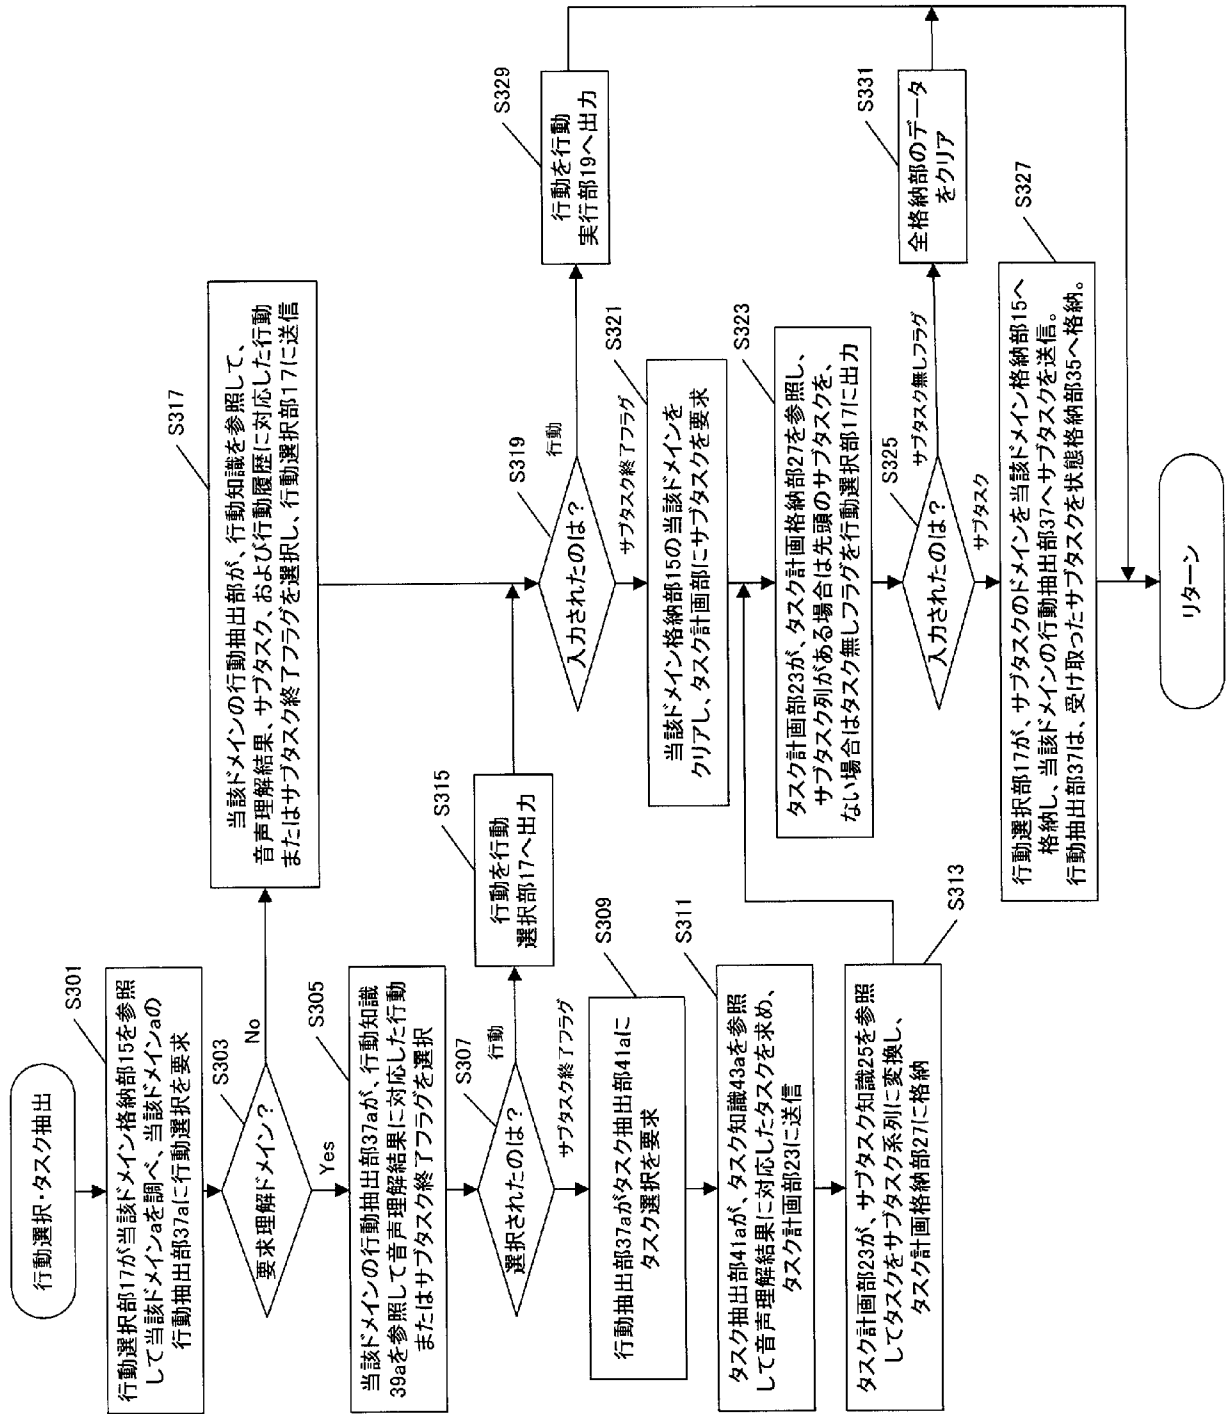 行動選択・タスク抽出
S301
行動選択部17が当該ドメイン格納部15を参照
して当該ドメインaを調べ、当該ドメインaの
行動抽出部37aに行動選択を要求
S303
要求理解ドメイン？
No
Yes
S305
当該ドメインの行動抽出部37aが、行動知識
39aを参照して音声理解結果に対応した行動
またはサブタスク終了フラグを選択
S307
選択されたのは？
行動
サブタスク終了フラグ
S309
行動抽出部37aがタスク抽出部41aに
タスク選択を要求
S311
タスク抽出部41aが、タスク知識43aを参照
して音声理解結果に対応したタスクを求め、
タスク計画部23に送信
S313
タスク計画部23が、サブタスク知識25を参照
してタスクをサブタスク系列に変換し、
タスク計画格納部27に格納
S315
行動を行動
選択部17へ出力
S317
当該ドメインの行動抽出部が、行動知識を参照して、
音声理解結果、サブタスク、および行動履歴に対応した行動
またはサブタスク終了フラグを選択し、行動選択部17に送信
S319
入力されたのは？
行動
サブタスク終了フラグ
S321
当該ドメイン格納部15の当該ドメインを
クリアし、タスク計画部にサブタスクを要求
S323
タスク計画部23が、タスク計画格納部27を参照し、
サブタスク列がある場合は先頭のサブタスクを、
ない場合はタスク無しフラグを行動選択部17に出力
S325
入力されたのは？
サブタスク無しフラグ
サブタスク
S327
行動選択部17が、サブタスクのドメインを当該ドメイン格納部15へ
格納し、当該ドメインの行動抽出部37へサブタスクを送信。
行動抽出部37は、受け取ったサブタスクを状態格納部35へ格納。
S329
行動を行動
実行部19へ出力
S331
全格納部のデータ
をクリア
リターン